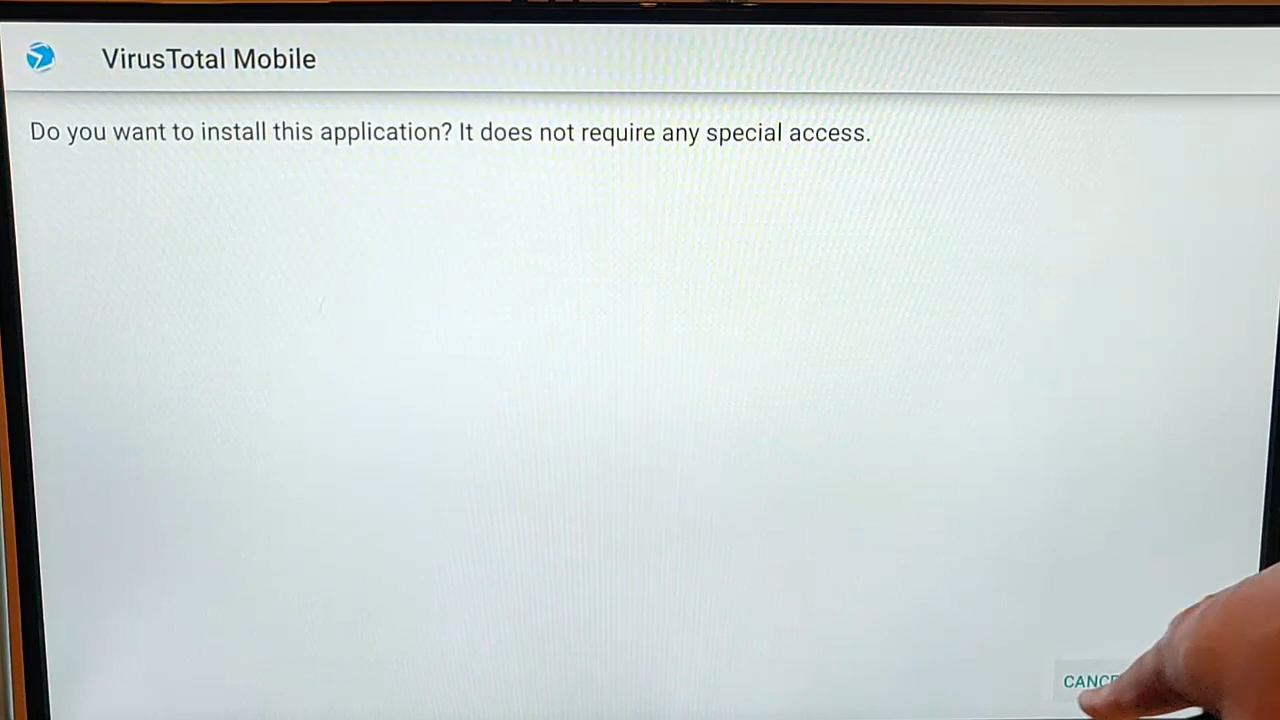 VirusTotal Mobile
Do you want to install this application? It does not require any special access.